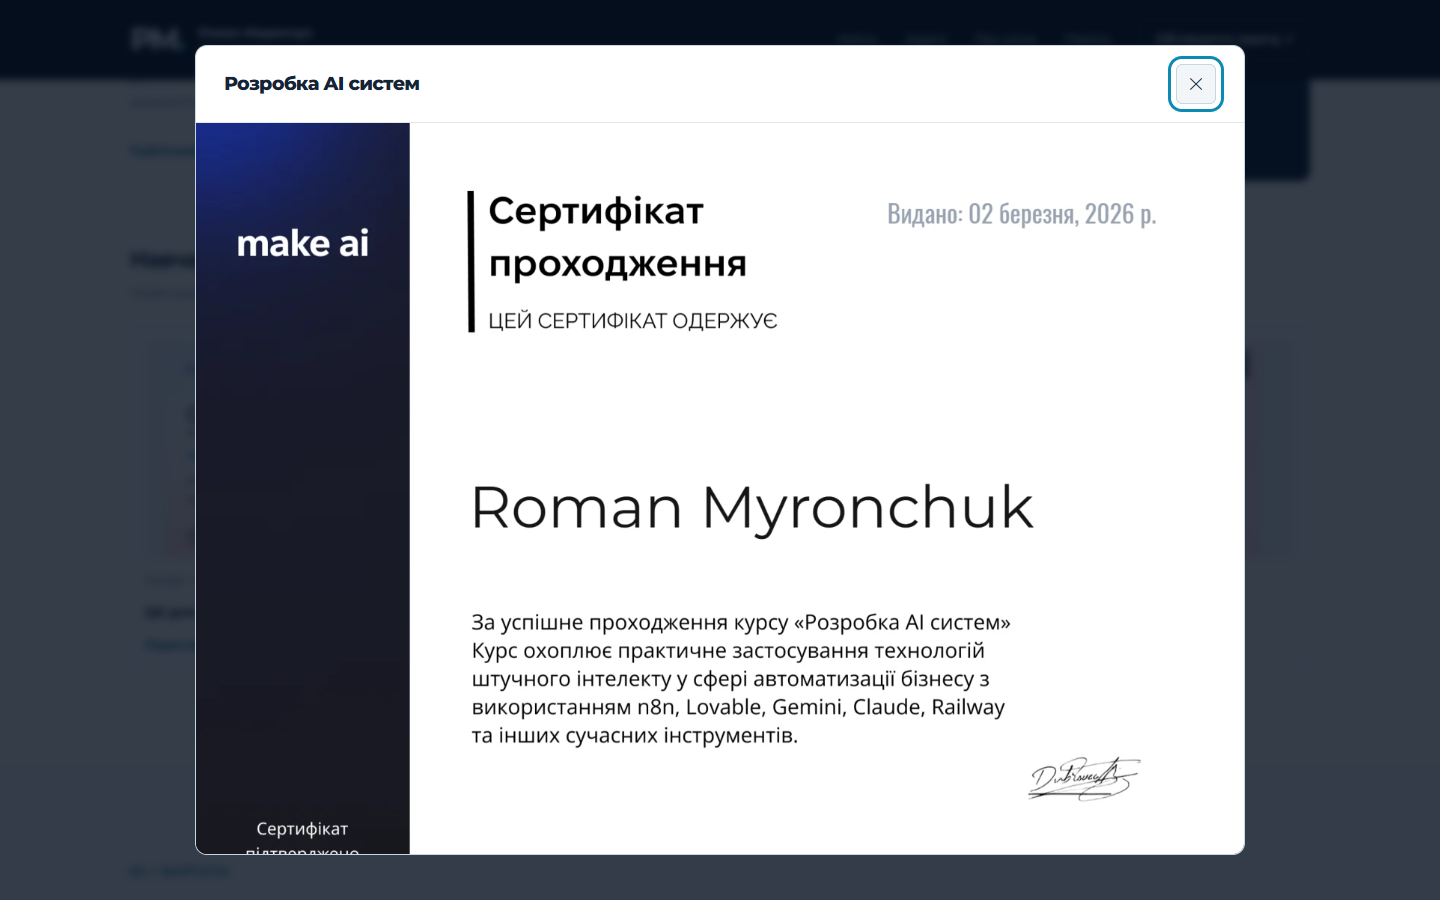 Розробка AI систем
make ai
Сертифікат
проходження
Видано: 02 березня, 2026 р.
ЦЕЙ СЕРТИФІКАТ ОДЕРЖУЄ
Roman Myronchuk
За успішне проходження курсу «Розробка AI систем»
Курс охоплює практичне застосування технологій
штучного інтелекту у сфері автоматизації бізнесу з
використанням n8n, Lovable, Gemini, Claude, Railway
та інших сучасних інструментів.
Сертифікат
підтверджено